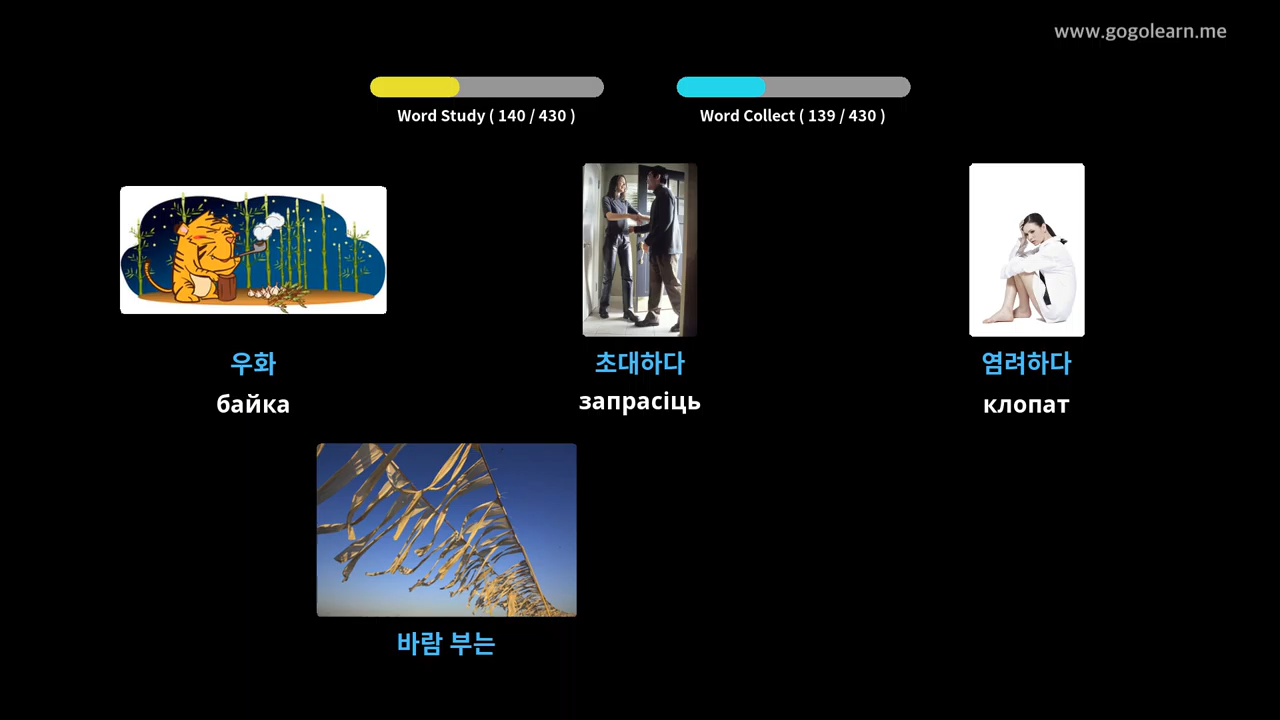 www.gogolearn.me
Word Study ( 140 / 430 )
Word Collect ( 139 / 430 )
우화
байка
초대하다
запрасіць
염려하다
клопат
바람 부는